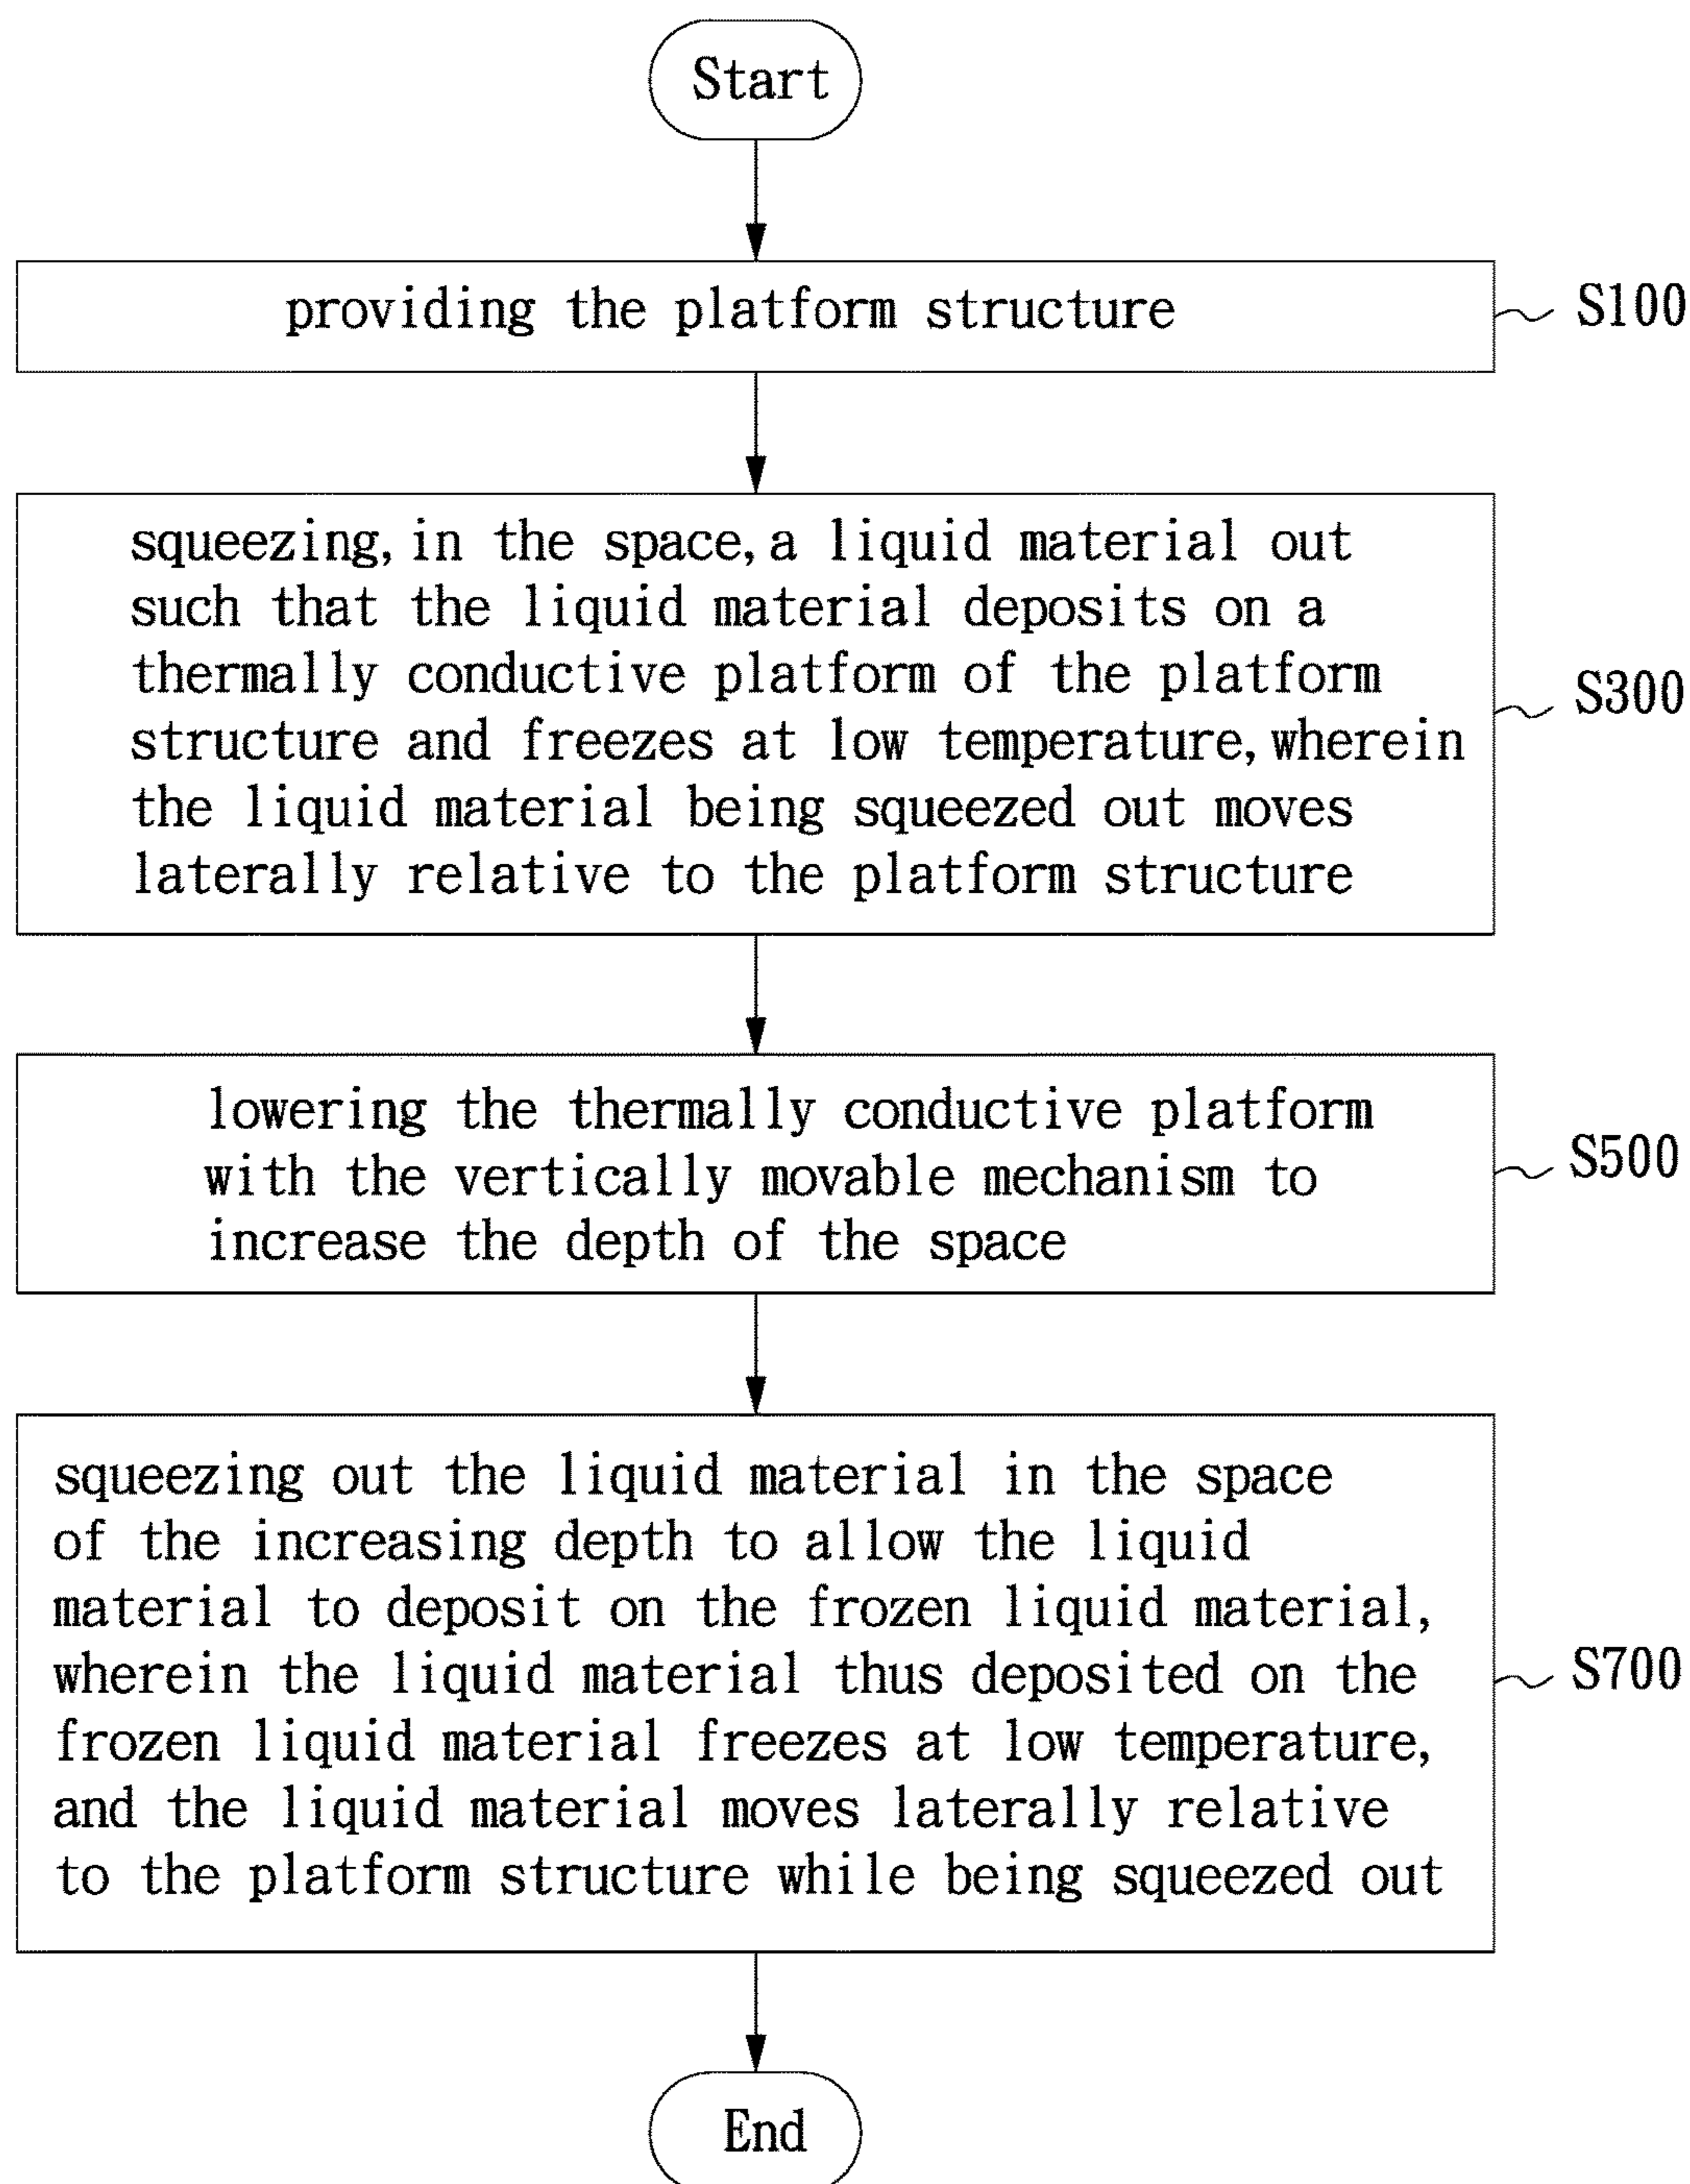 Start
providing the platform structure
S100
squeezing, in the space, a liquid material out
such that the liquid material deposits on a
thermally conductive platform of the platform
structure and freezes at low temperature, wherein
the liquid material being squeezed out moves
laterally relative to the platform structure
S300
lowering the thermally conductive platform
with the vertically movable mechanism to
increase the depth of the space
S500
squeezing out the liquid material in the space
of the increasing depth to allow the liquid
material to deposit on the frozen liquid material,
wherein the liquid material thus deposited on the
frozen liquid material freezes at low temperature,
and the liquid material moves laterally relative
to the platform structure while being squeezed out
S700
End